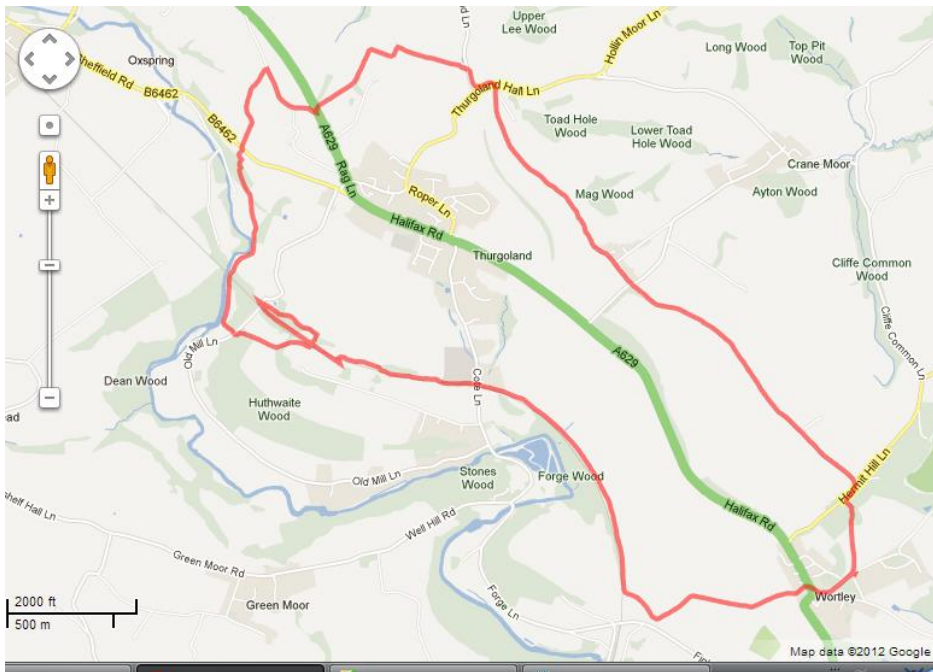 Upper
Lee Wood
Hollin Moor Ln
Long Wood
Top Pit
Wood
Oxspring
Sheffield Rd
B6462
B6462
Thurgoland Hall Ln
A629
Rag Ln
Toad Hole
Wood
Lower Toad
Hole Wood
Crane Moor
Mag Wood
Ayton Wood
Roper Ln
Halifax Rd
Thurgoland
Cliffe Common
Wood
Cliffe Common Ln
Old Mill Ln
A629
Dean Wood
Huthwaite
Wood
Cote Ln
Old Mill Ln
Stones
Wood
Forge Wood
Hermit Hill Ln
Halifax Rd
Well Hill Rd
Green Moor Rd
Green Moor
Forge Ln
Wortley
2000 ft
500 m
Map data ©2012 Google